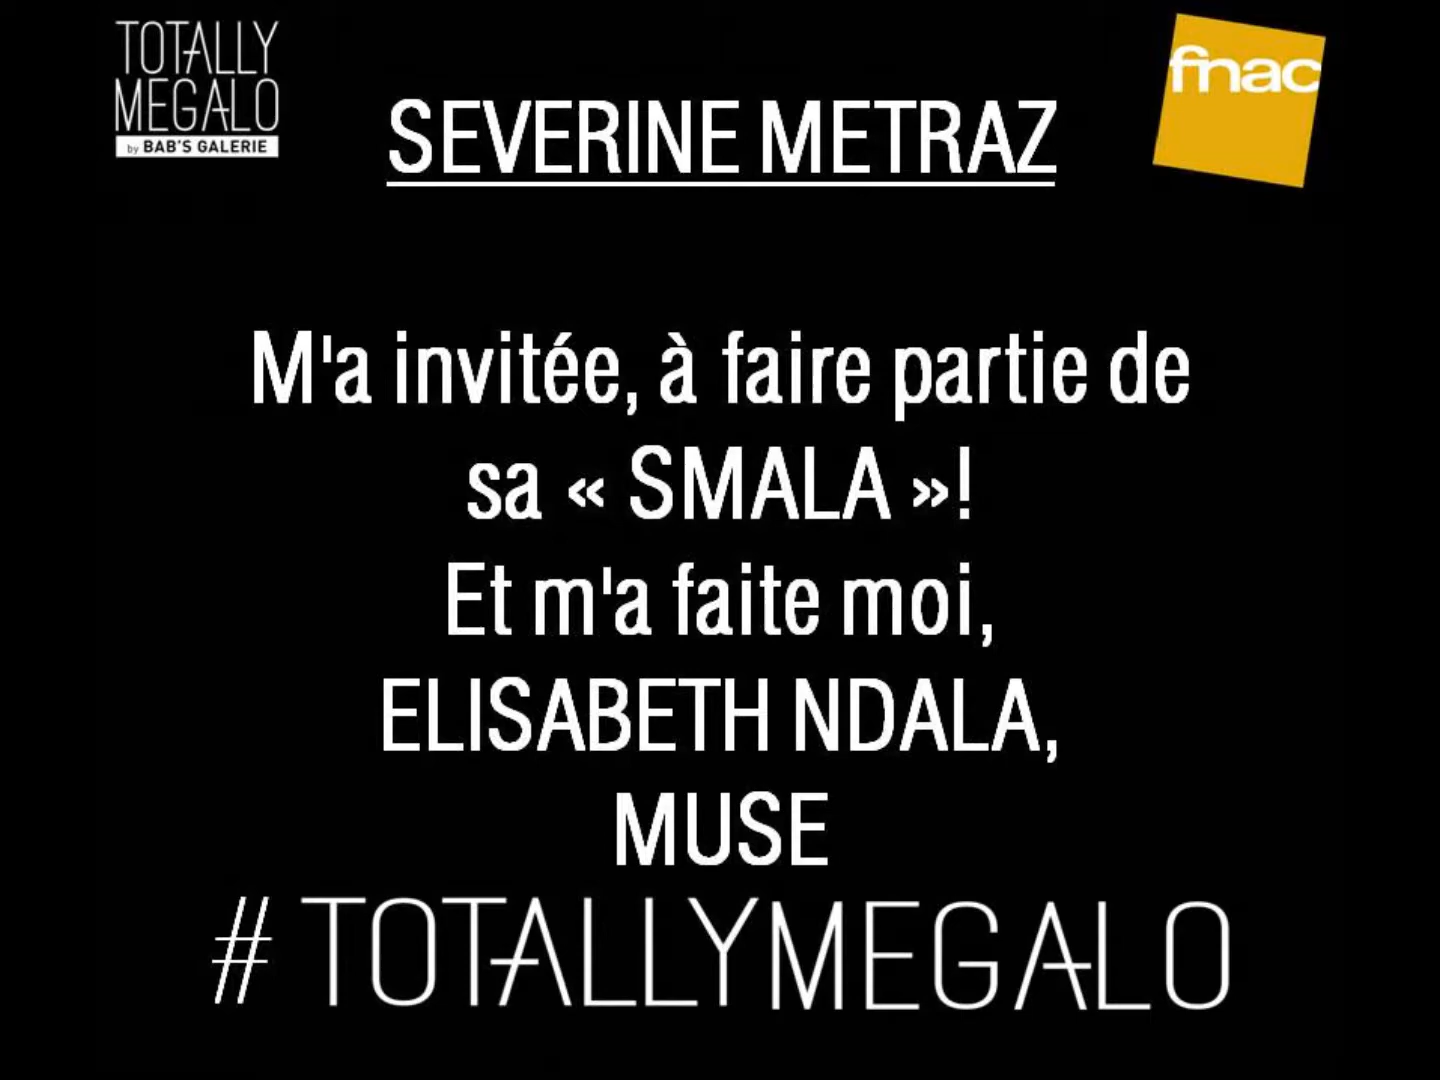 TOTALLY
MEGALO
by BAB'S GALERIE
fnac
SEVERINE METRAZ
M'a invitée, à faire partie de
sa « SMALA »!
Et m'a faite moi,
ELISABETH NDALA,
MUSE
# TOTALLYMEGALO